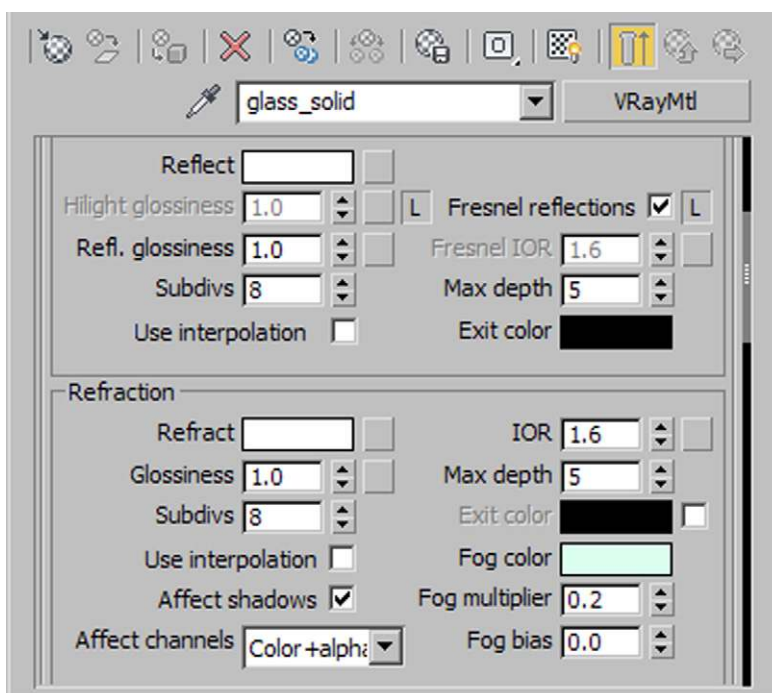 glass_solid VRayMtl
Reflect
Hilight glossiness 1.0 L Fresnel reflections L
Refl. glossiness 1.0 Fresnel IOR 1.6
Subdivs 8 Max depth 5
Use interpolation Exit color
Refraction
Refract IOR 1.6
Glossiness 1.0 Max depth 5
Subdivs 8 Exit color
Use interpolation Fog color
Affect shadows Fog multiplier 0.2
Affect channels Color+alpha Fog bias 0.0